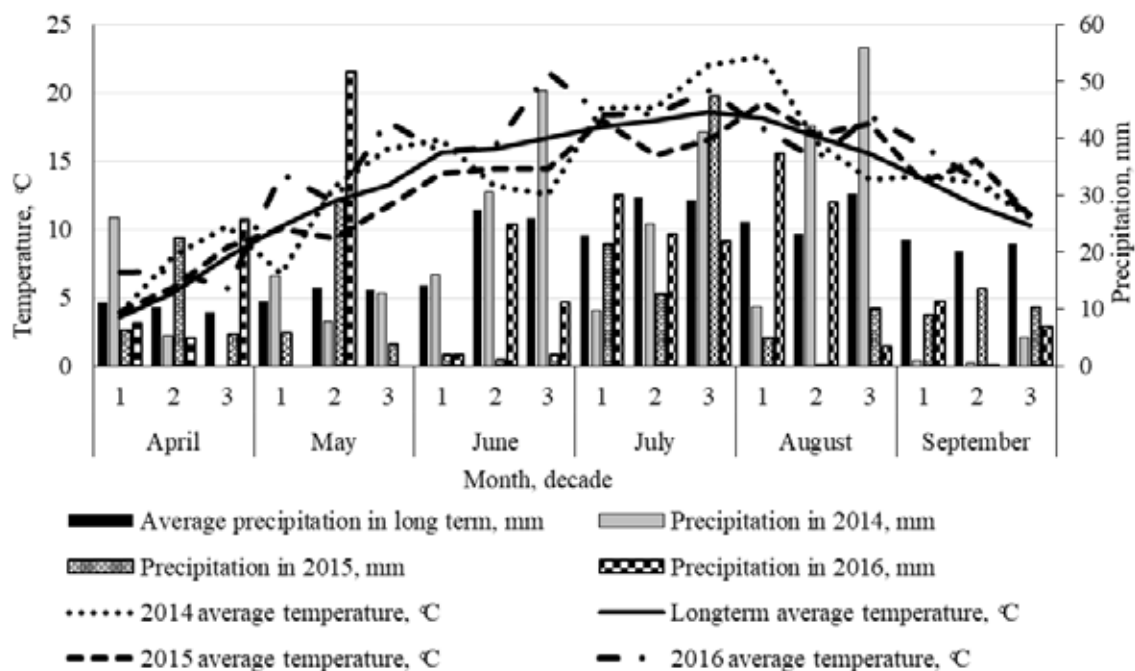 25
20
15
10
5
0
Temperature, °C
60
50
40
30
20
10
0
Precipitation, mm
1 2 3 1 2 3 1 2 3 1 2 3 1 2 3 1 2 3
April May June July August September
Month, decade
Average precipitation in long term, mm Precipitation in 2014, mm
Precipitation in 2015, mm Precipitation in 2016, mm
2014 average temperature, °C Longterm average temperature, °C
2015 average temperature, °C 2016 average temperature, °C